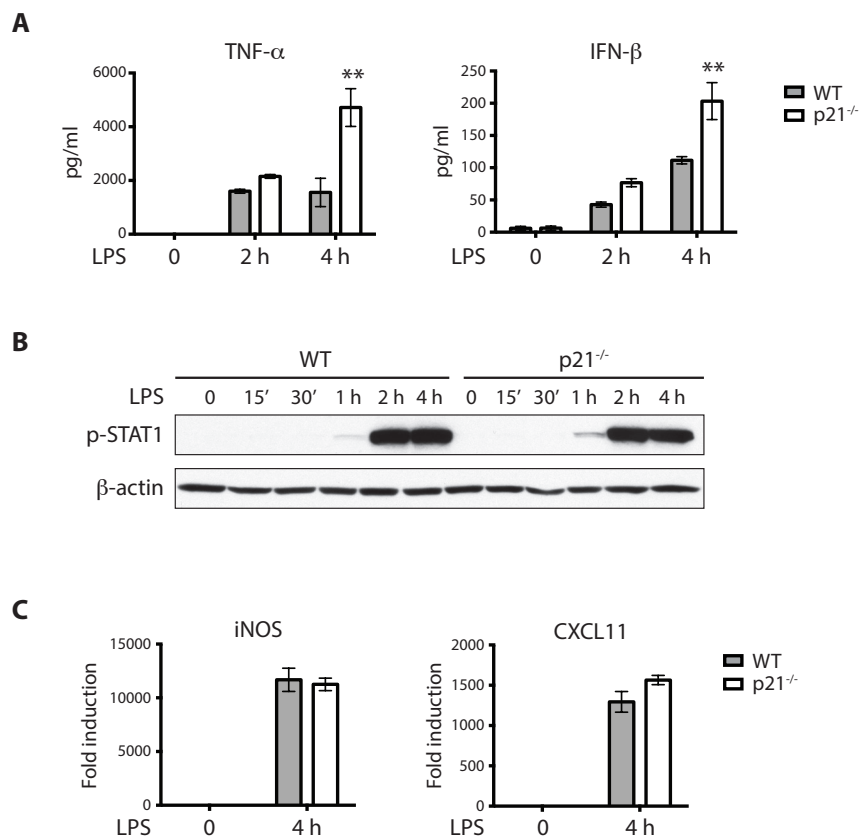 A
TNF-α
IFN-β
6000
4000
2000
0
pg/ml
LPS 0 2 h 4 h
**
250
200
150
100
50
0
pg/ml
LPS 0 2 h 4 h
**
WT
p21-/-
B
WT p21-/-
LPS 0 15′ 30′ 1 h 2 h 4 h 0 15′ 30′ 1 h 2 h 4 h
p-STAT1
β-actin
C
iNOS
CXCL11
15000
10000
5000
0
Fold induction
LPS 0 4 h
2000
1500
1000
500
0
Fold induction
LPS 0 4 h
WT
p21-/-